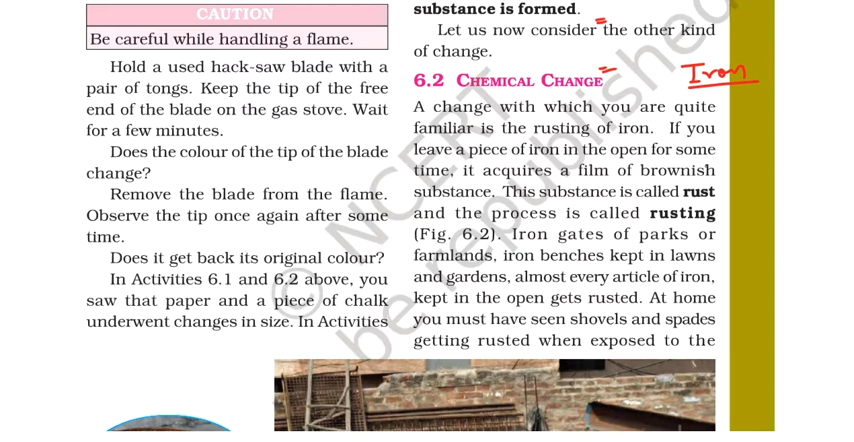 CAUTION
Be careful while handling a flame.
Hold a used hack-saw blade with a
pair of tongs. Keep the tip of the free
end of the blade on the gas stove. Wait
for a few minutes.
Does the colour of the tip of the blade
change?
Remove the blade from the flame.
Observe the tip once again after some
time.
Does it get back its original colour?
In Activities 6.1 and 6.2 above, you
saw that paper and a piece of chalk
underwent changes in size. In Activities
substance is formed.
Let us now consider the other kind
of change.
6.2 CHEMICAL CHANGE
Iron
A change with which you are quite
familiar is the rusting of iron. If you
leave a piece of iron in the open for some
time, it acquires a film of brownish
substance. This substance is called rust
and the process is called rusting
(Fig. 6.2). Iron gates of parks or
farmlands, iron benches kept in lawns
and gardens, almost every article of iron,
kept in the open gets rusted. At home
you must have seen shovels and spades
getting rusted when exposed to the
© NCERT
be republished